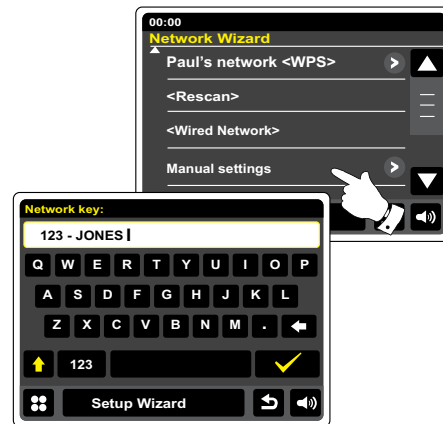 00:00
Network Wizard
Paul's network <WPS>
<Rescan>
<Wired Network>
Manual settings
Network key:
123 - JONES
Q W E R T Y U I O P
A S D F G H J K L
Z X C V B N M .
123
Setup Wizard